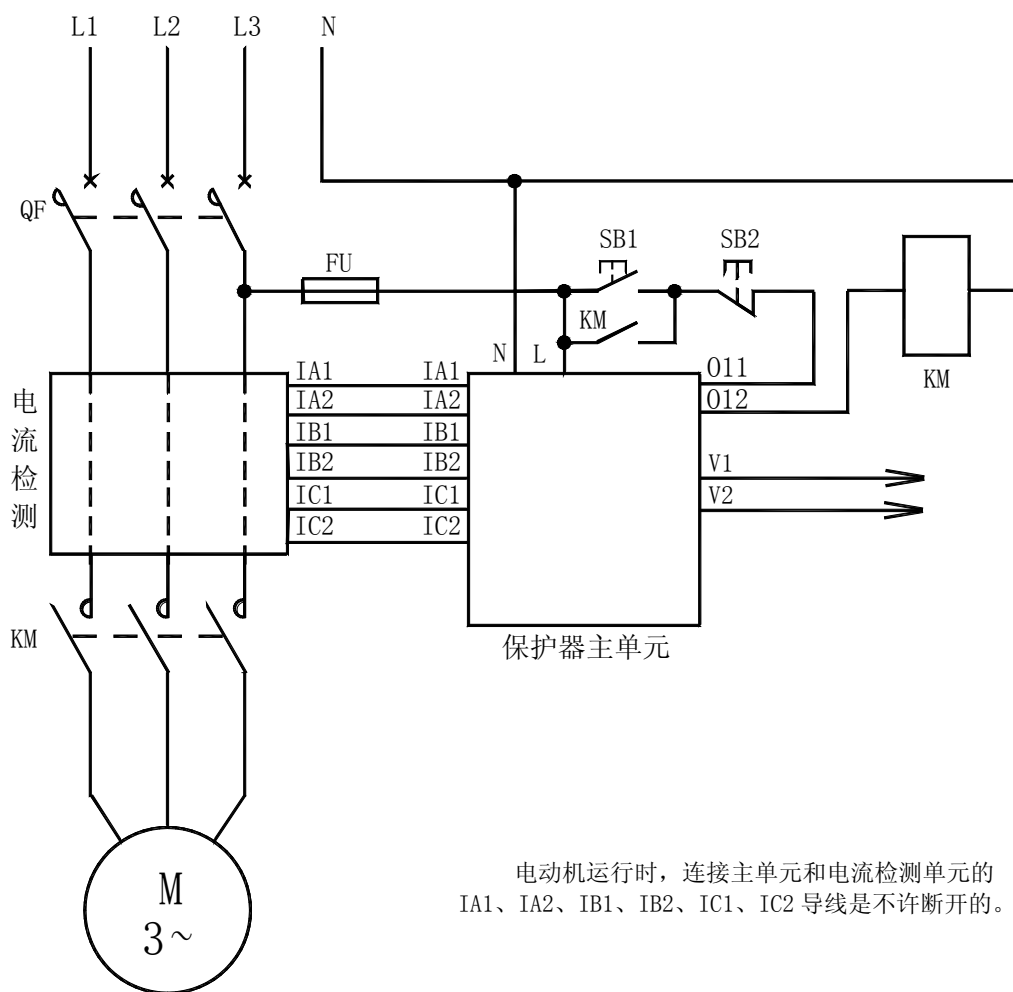 L1 L2 L3 N
QF
SB1 SB2
FU
KM
N L
KM
电流检测
IA1 IA1
IA2 IA2
IB1 IB1
IB2 IB2
IC1 IC1
IC2 IC2
O11
O12
V1
V2
KM
保护器主单元
M
3~
电动机运行时，连接主单元和电流检测单元的
IA1、IA2、IB1、IB2、IC1、IC2 导线是不许断开的。